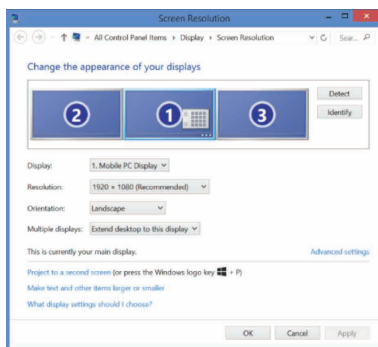 Screen Resolution
All Control Panel Items Display Screen Resolution Sear...
Change the appearance of your displays
2 1 3
Detect
Identify
Display: 1. Mobile PC Display
Resolution: 1920 × 1080 (Recommended)
Orientation: Landscape
Multiple displays: Extend desktop to this display
This is currently your main display. Advanced settings
Project to a second screen (or press the Windows logo key + P)
Make text and other items larger or smaller
What display settings should I choose?
OK Cancel Apply